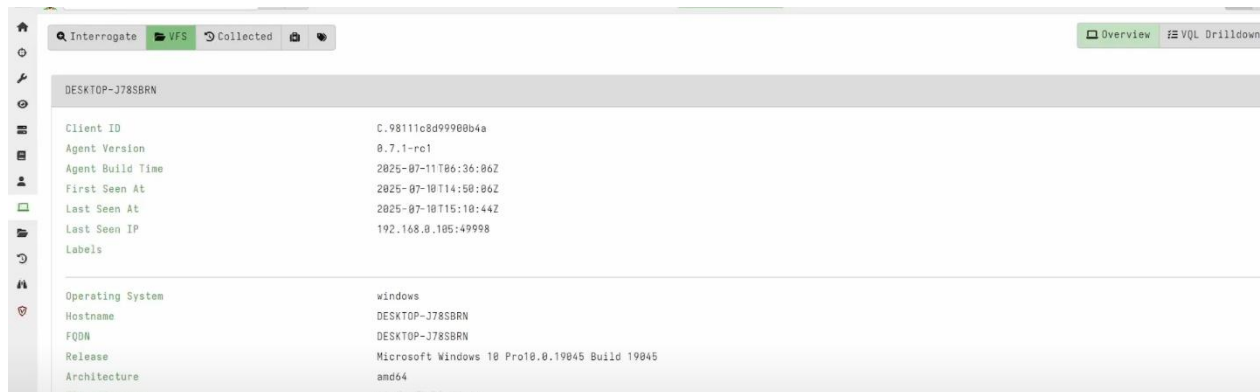 Interrogate VFS Collected
Overview VQL Drilldown
DESKTOP-J78SBRN
Client ID C.98111c8d99900b4a
Agent Version 0.7.1-rc1
Agent Build Time 2025-07-11T06:36:06Z
First Seen At 2025-07-10T14:50:06Z
Last Seen At 2025-07-10T15:10:44Z
Last Seen IP 192.168.0.105:49998
Labels
Operating System windows
Hostname DESKTOP-J78SBRN
FQDN DESKTOP-J78SBRN
Release Microsoft Windows 10 Pro10.0.19045 Build 19045
Architecture amd64